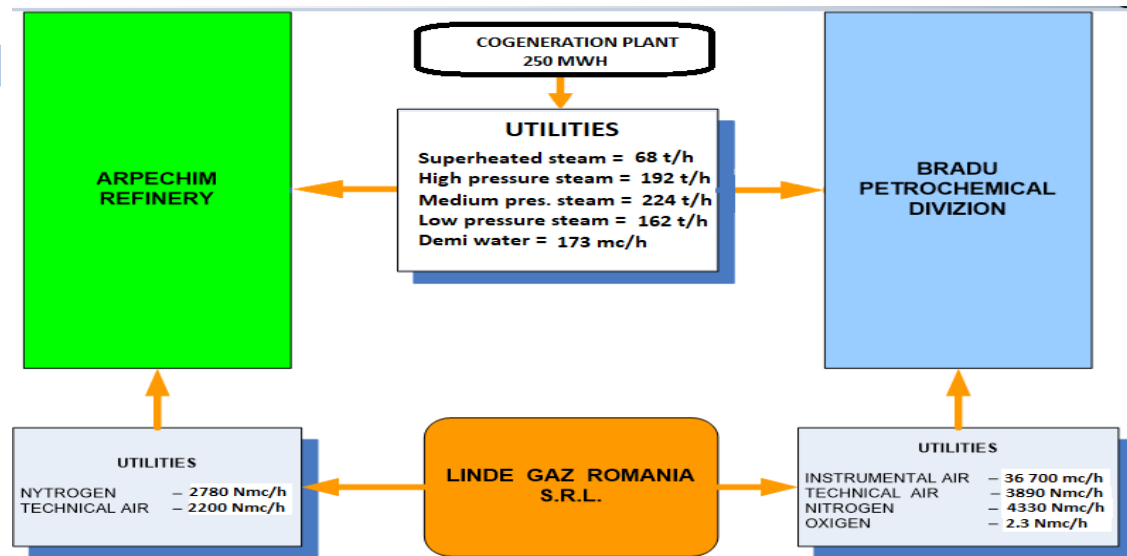 COGENERATION PLANT
250 MWH
UTILITIES
Superheated steam = 68 t/h
High pressure steam = 192 t/h
Medium pres. steam = 224 t/h
Low pressure steam = 162 t/h
Demi water = 173 mc/h
ARPECHIM
REFINERY
BRADU
PETROCHEMICAL
DIVIZION
UTILITIES
NYTROGEN – 2780 Nmc/h
TECHNICAL AIR – 2200 Nmc/h
LINDE GAZ ROMANIA
S.R.L.
UTILITIES
INSTRUMENTAL AIR – 36 700 mc/h
TECHNICAL AIR – 3890 Nmc/h
NITROGEN – 4330 Nmc/h
OXIGEN – 2.3 Nmc/h